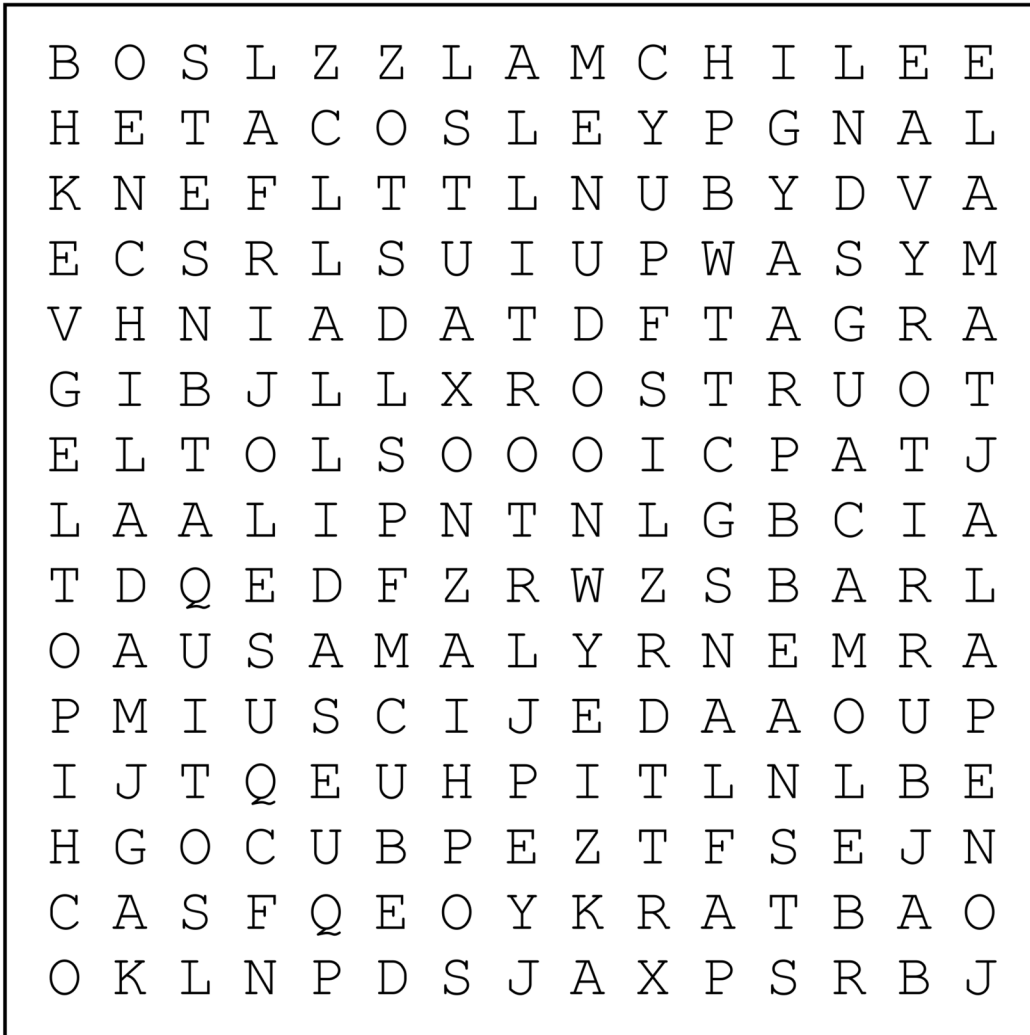 B O S L Z Z L A M C H I L E E
H E T A C O S L E Y P G N A L
K N E F L T T L N U B Y D V A
E C S R L S U I U P W A S Y M
V H N I A D A T D F T A G R A
G I B J L L X R O S T R U O T
E L T O L S O O O I C P A T J
L A A L I P N T N L G B C I A
T D Q E D F Z R W Z S B A R L
O A U S A M A L Y R N E M R A
P M I U S C I J E D A A O U P
I J T Q E U H P I T L N L B E
H G O C U B P E Z T F S E J N
C A S F Q E O Y K R A T B A O
O K L N P D S J A X P S R B J